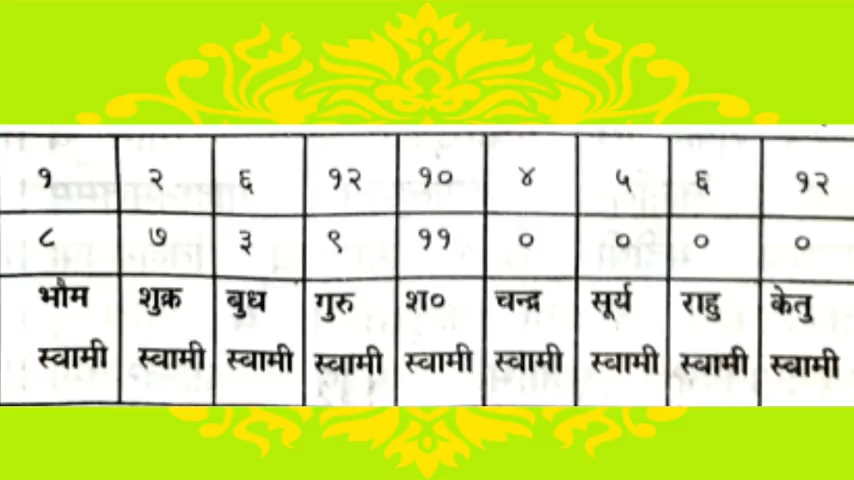 १ २ ६ १२ १० ४ ५ ६ १२
८ ७ ३ ९ ११ ० ० ० ०
भौम शुक्र बुध गुरु श० चन्द्र सूर्य राहु केतु
स्वामी स्वामी स्वामी स्वामी स्वामी स्वामी स्वामी स्वामी स्वामी